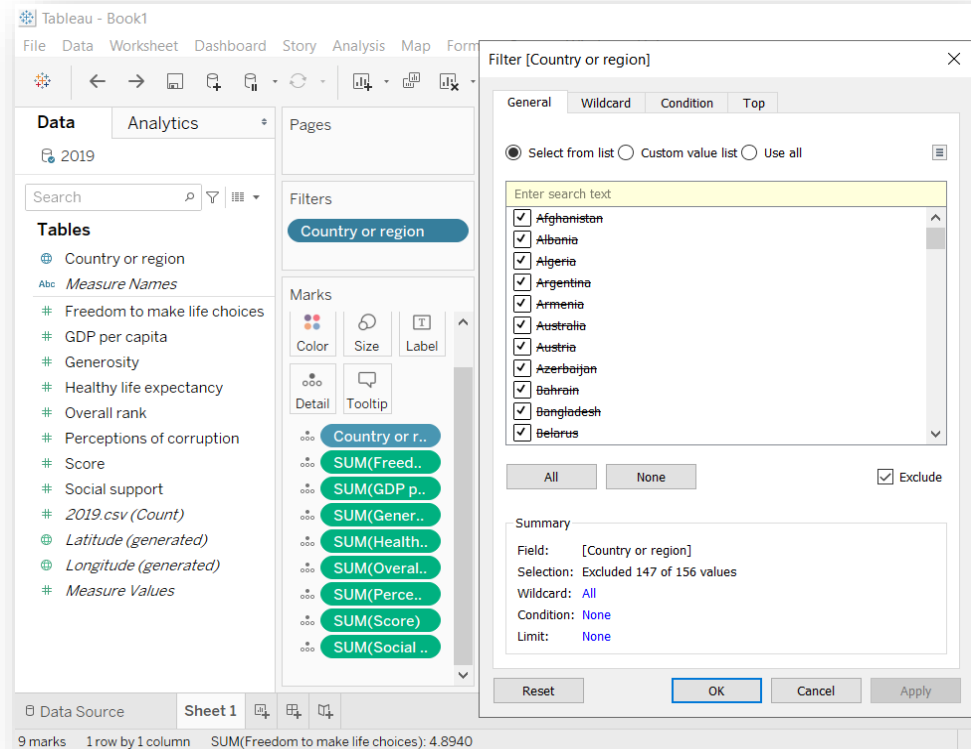 Tableau - Book1
File Data Worksheet Dashboard Story Analysis Map Form
Data
Analytics
2019
Search
Tables
Country or region
Abc Measure Names
# Freedom to make life choices
# GDP per capita
# Generosity
# Healthy life expectancy
# Overall rank
# Perceptions of corruption
# Score
# Social support
# 2019.csv (Count)
Latitude (generated)
Longitude (generated)
# Measure Values
Pages
Filters
Country or region
Marks
Color Size Label
Detail Tooltip
Country or r..
SUM(Freed..
SUM(GDP p..
SUM(Gener..
SUM(Health..
SUM(Overal..
SUM(Perce..
SUM(Score)
SUM(Social ..
Filter [Country or region]
General Wildcard Condition Top
Select from list Custom value list Use all
Enter search text
Afghanistan
Albania
Algeria
Argentina
Armenia
Australia
Austria
Azerbaijan
Bahrain
Bangladesh
Belarus
All None Exclude
Summary
Field: [Country or region]
Selection: Excluded 147 of 156 values
Wildcard: All
Condition: None
Limit: None
Reset OK Cancel Apply
Data Source Sheet 1
9 marks 1 row by 1 column SUM(Freedom to make life choices): 4.8940